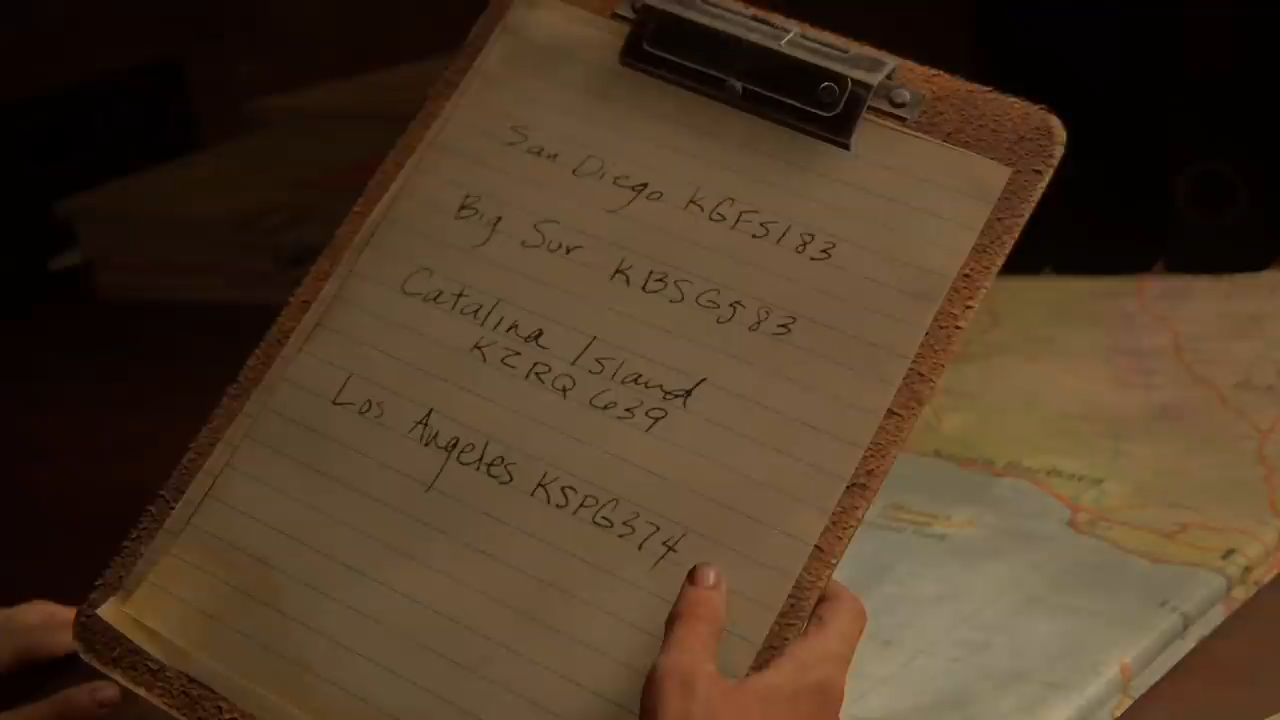 San Diego KGFS183
Big Sur KBSG583
Catalina Island
KZRQ 639
Los Angeles KSPG374